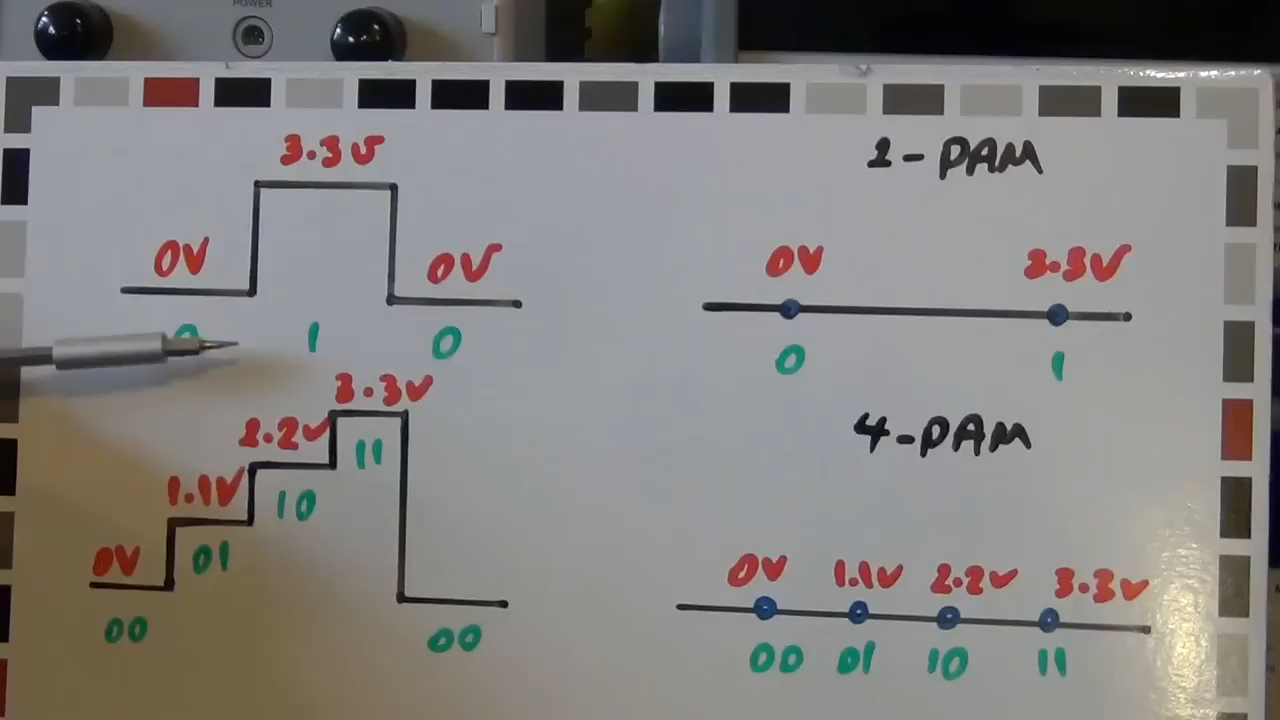 POWER
3.3V
0V
0V
0
1
0
3.3V
2.2V
11
1.1V
10
0V
01
00
00
2-PAM
0V
3.3V
0
1
4-PAM
0V 1.1V 2.2V 3.3V
00 01 10 11